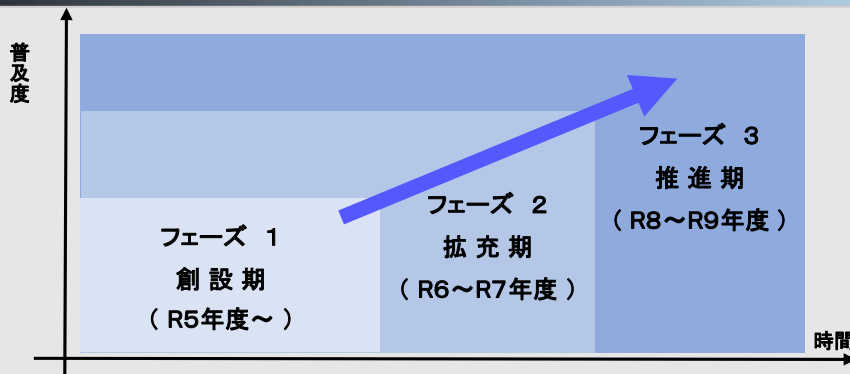 普及度
フェーズ 1
創設期
（R5年度～）
フェーズ 2
拡充期
（R6～R7年度）
フェーズ 3
推進期
（R8～R9年度）
時間